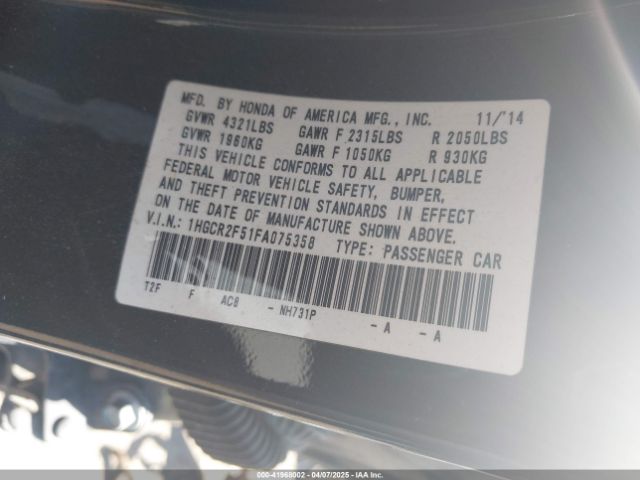 MFD. BY HONDA OF AMERICA MFG., INC. 11/'14
GVWR 4321LBS GAWR F 2315LBS R 2050LBS
GVWR 1960KG GAWR F 1050KG R 930KG
THIS VEHICLE CONFORMS TO ALL APPLICABLE
FEDERAL MOTOR VEHICLE SAFETY, BUMPER,
AND THEFT PREVENTION STANDARDS IN EFFECT
ON THE DATE OF MANUFACTURE SHOWN ABOVE.
V.I.N.: 1HGCR2F51FA075358 TYPE: PASSENGER CAR
T2F F AC8 - NH731P - A - A
000-41968002 04/07/2025 IAAI.COM